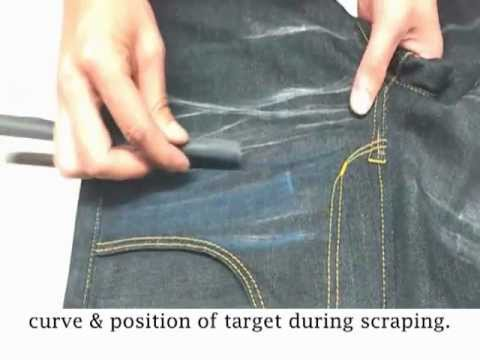 curve & position of target during scraping.